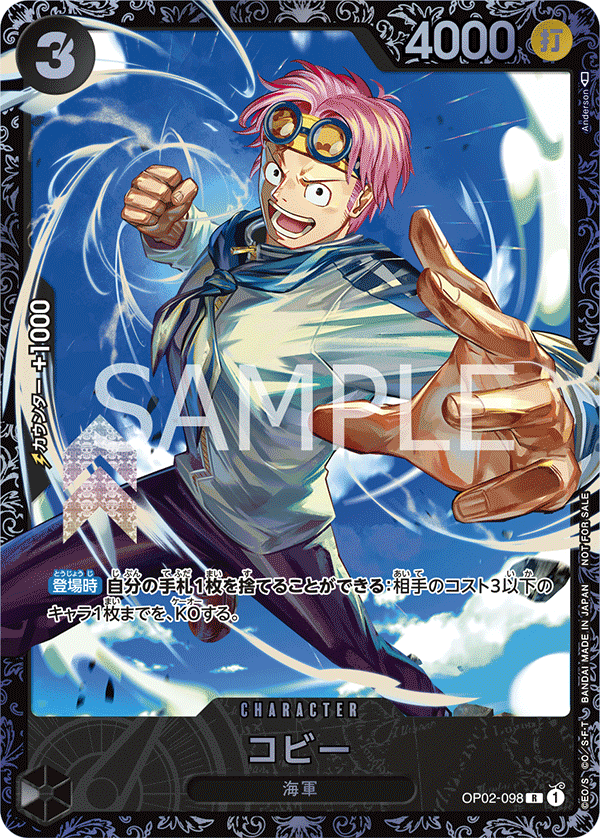 3
4000
打
Anderson
カウンター +1000
SAMPLE
登場時 自分の手札1枚を捨てることができる:相手のコスト3以下の
キャラ1枚までを、KOする。
CHARACTER
コビー
海軍
OP02-098 R 1
©E.O./S ©O./S・F・T BANDAI MADE IN JAPAN NOT FOR SALE